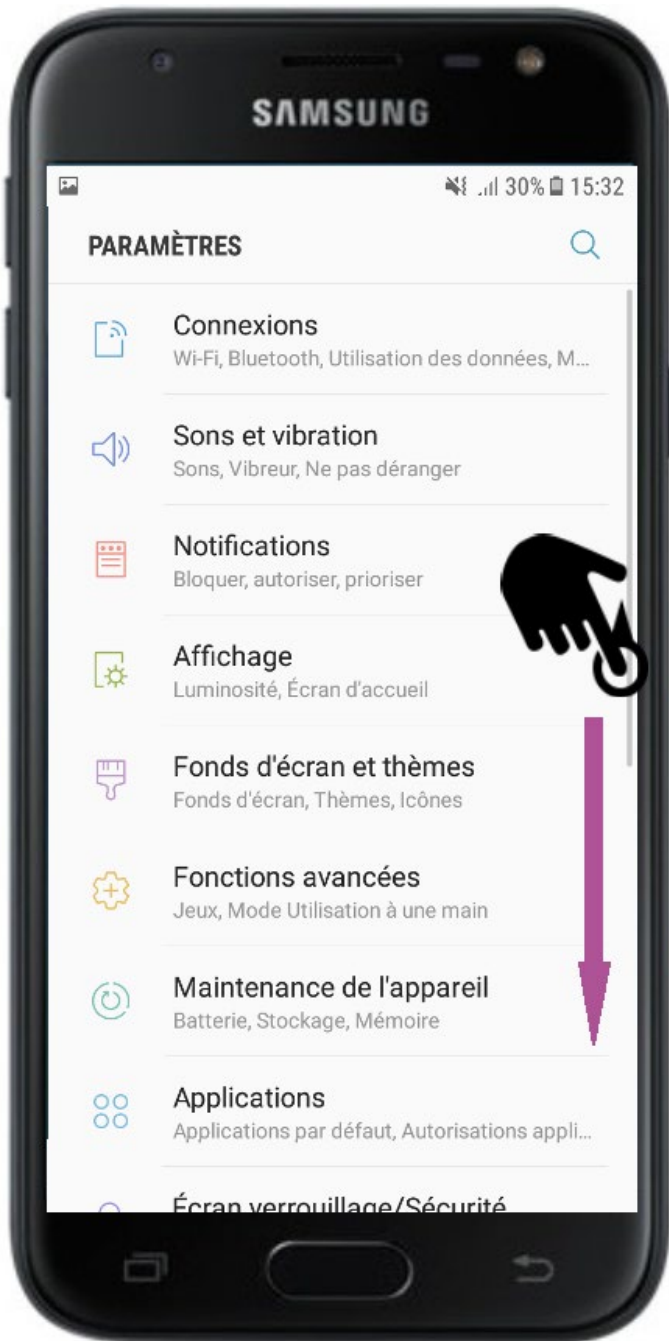 SAMSUNG
30% 15:32
PARAMÈTRES
Connexions
Wi-Fi, Bluetooth, Utilisation des données, M...
Sons et vibration
Sons, Vibreur, Ne pas déranger
Notifications
Bloquer, autoriser, prioriser
Affichage
Luminosité, Écran d'accueil
Fonds d'écran et thèmes
Fonds d'écran, Thèmes, Icônes
Fonctions avancées
Jeux, Mode Utilisation à une main
Maintenance de l'appareil
Batterie, Stockage, Mémoire
Applications
Applications par défaut, Autorisations appli...
Écran verrouillage/Sécurité